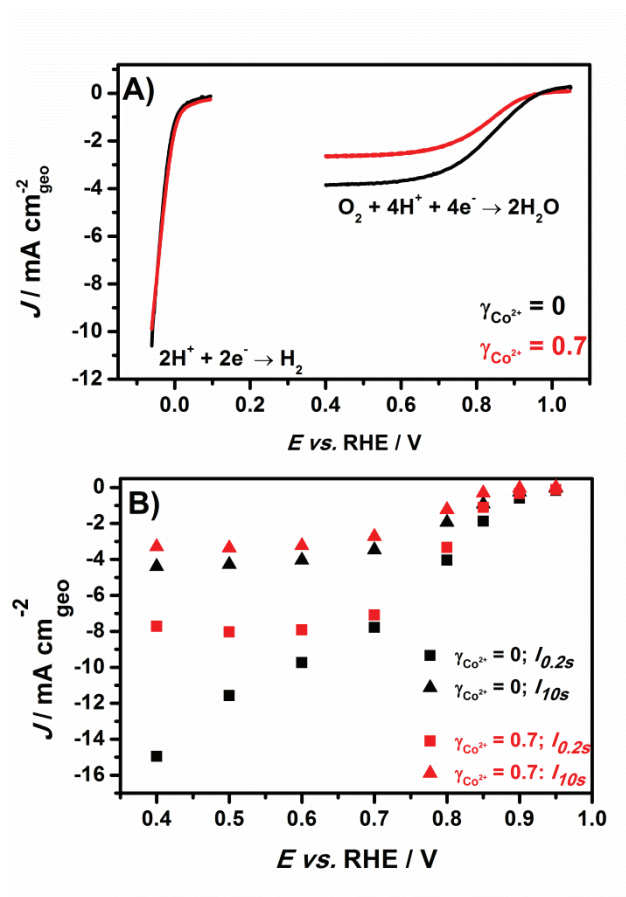 A)
0
-2
-4
-6
-8
-10
-12
J / mA cm⁻²geo
O₂ + 4H⁺ + 4e⁻ → 2H₂O
γCo²⁺ = 0
γCo²⁺ = 0.7
2H⁺ + 2e⁻ → H₂
0.0 0.2 0.4 0.6 0.8 1.0
E vs. RHE / V
B)
0
-2
-4
-6
-8
-10
-12
-14
-16
J / mA cm⁻²geo
γCo²⁺ = 0; I0.2s
γCo²⁺ = 0; I10s
γCo²⁺ = 0.7; I0.2s
γCo²⁺ = 0.7: I10s
0.4 0.5 0.6 0.7 0.8 0.9 1.0
E vs. RHE / V